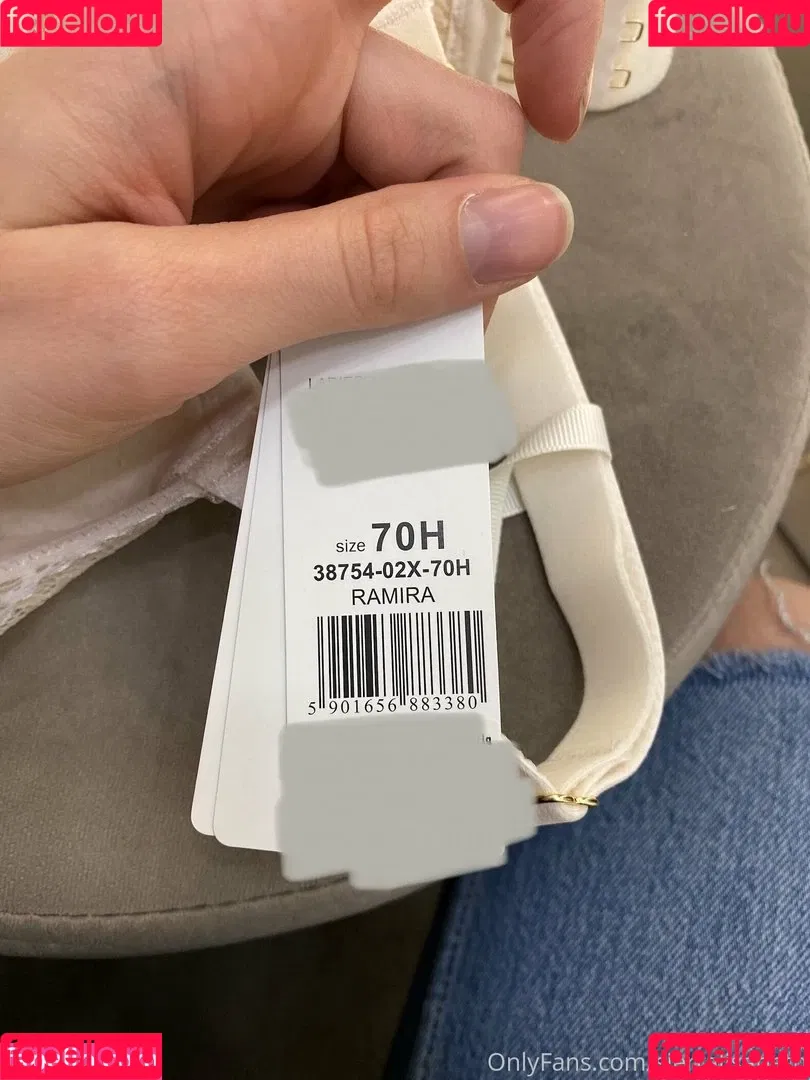 fapello.ru fapello.ru
size 70H
38754-02X-70H
RAMIRA
5 901656 883380
fapello.ru fapello.ru
OnlyFans.com/